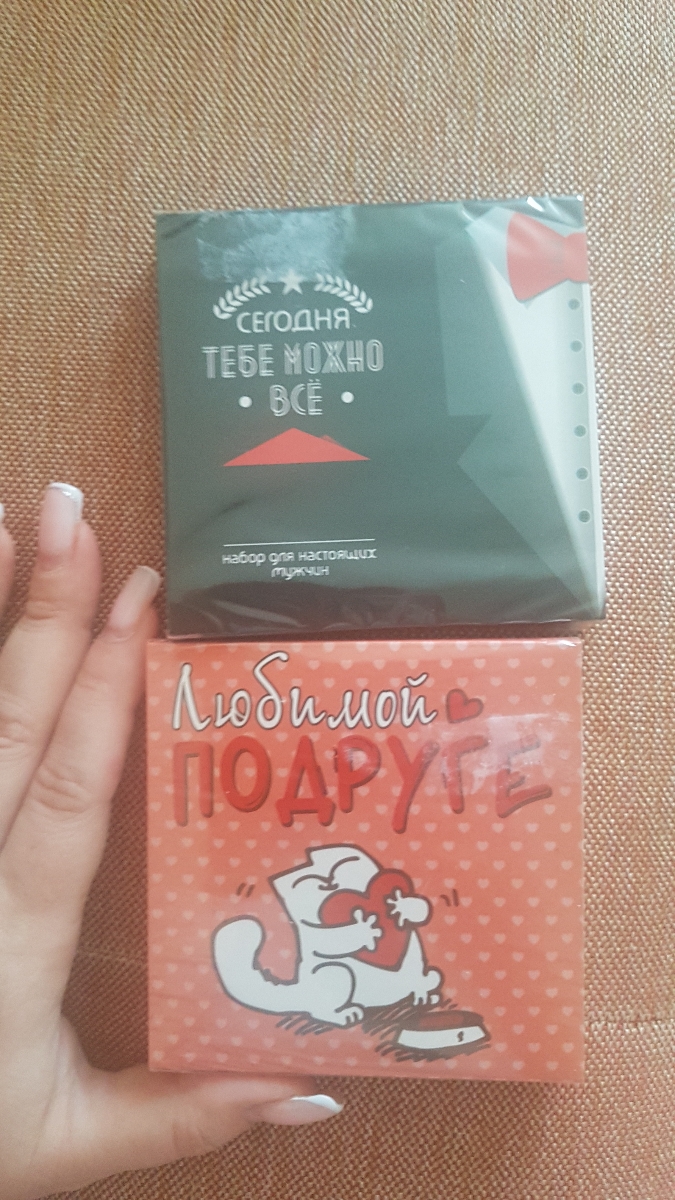 СЕГОДНЯ
ТЕБЕ МОЖНО
ВСЁ
набор для настоящих
мужчин
Любимой
ПОДРУГЕ